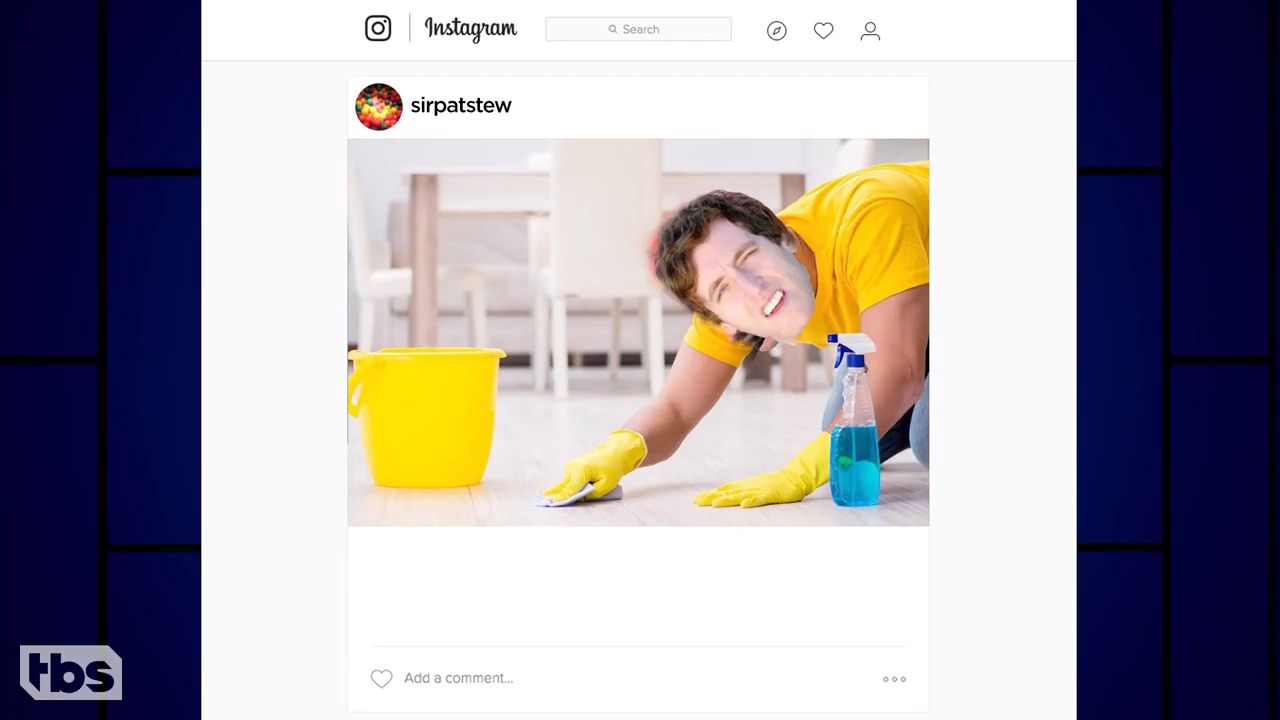 Instagram
Search
sirpatstew
Add a comment...
tbs